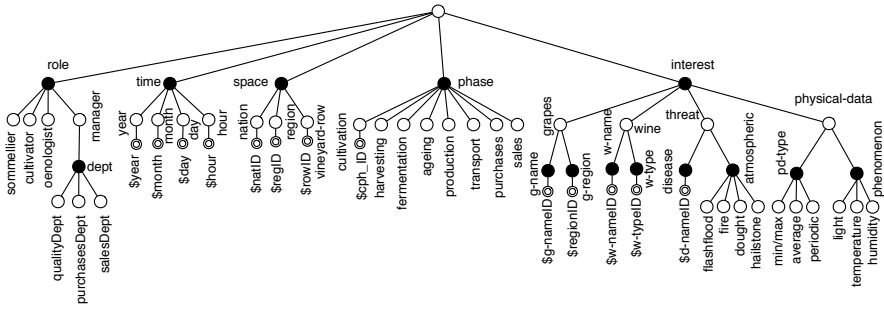 role
time
space
phase
interest
sommelier
cultivator
oenologist
manager
dept
qualityDept
purchasesDept
salesDept
year
$year
month
$month
day
$day
hour
$hour
nation
$natID
region
$regID
vineyard-row
$rowID
cultivation
$cph_ID
harvesting
fermentation
ageing
production
transport
purchases
sales
grapes
g-name
$g-nameID
g-region
$regionID
wine
w-name
$w-nameID
w-type
$w-typeID
threat
disease
$d-nameID
atmospheric
flashflood
fire
dought
hailstone
physical-data
pd-type
min/max
average
periodic
phenomenon
light
temperature
humidity